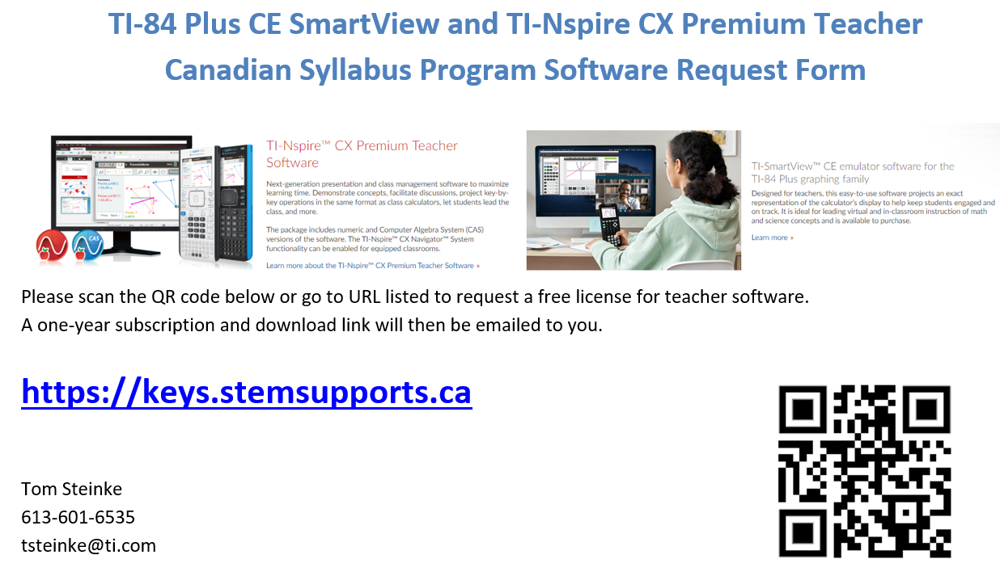 TI-84 Plus CE SmartView and TI-Nspire CX Premium Teacher
Canadian Syllabus Program Software Request Form
TI-Nspire™ CX Premium Teacher
Software
Next-generation presentation and class management software to maximize
learning time. Demonstrate concepts, facilitate discussions, project key-by-
key operations in the same format as class calculators, let students lead the
class, and more.
The package includes numeric and Computer Algebra System (CAS)
versions of the software. The TI-Nspire™ CX Navigator™ System
functionality can be enabled for equipped classrooms.
Learn more about the TI-Nspire™ CX Premium Teacher Software »
CAS
TI-SmartView™ CE emulator software for the
TI-84 Plus graphing family
Designed for teachers, this easy-to-use software projects an exact
representation of the calculator's display to help keep students engaged and
on track. It is ideal for leading virtual and in-classroom instruction of math
and science concepts and is available to purchase.
Learn more »
Please scan the QR code below or go to URL listed to request a free license for teacher software.
A one-year subscription and download link will then be emailed to you.
https://keys.stemsupports.ca
Tom Steinke
613-601-6535
tsteinke@ti.com